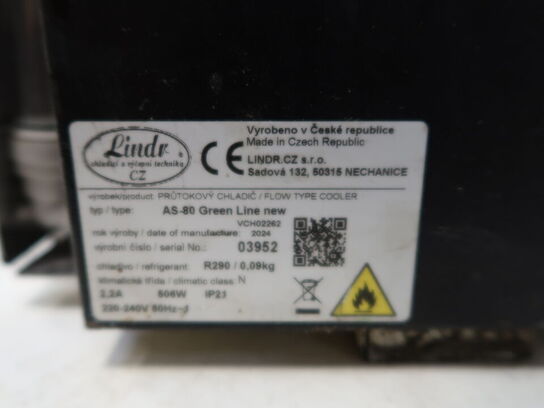 Lindr
chladicí a výčepní technika
CZ
CE
Vyrobeno v České republice
Made in Czech Republic
LINDR.CZ s.r.o.
Sadová 132, 50315 NECHANICE
výrobek/product: PRŮTOKOVÝ CHLADIČ / FLOW TYPE COOLER
typ / type: AS-80 Green Line new
VCH02262
rok výroby / date of manufacture: 2024
výrobní číslo / serial No.: 03952
chladivo / refrigerant: R290 / 0,09kg
klimatická třída / climatic class: N
2,2A 506W IP23
220-240V 50Hz